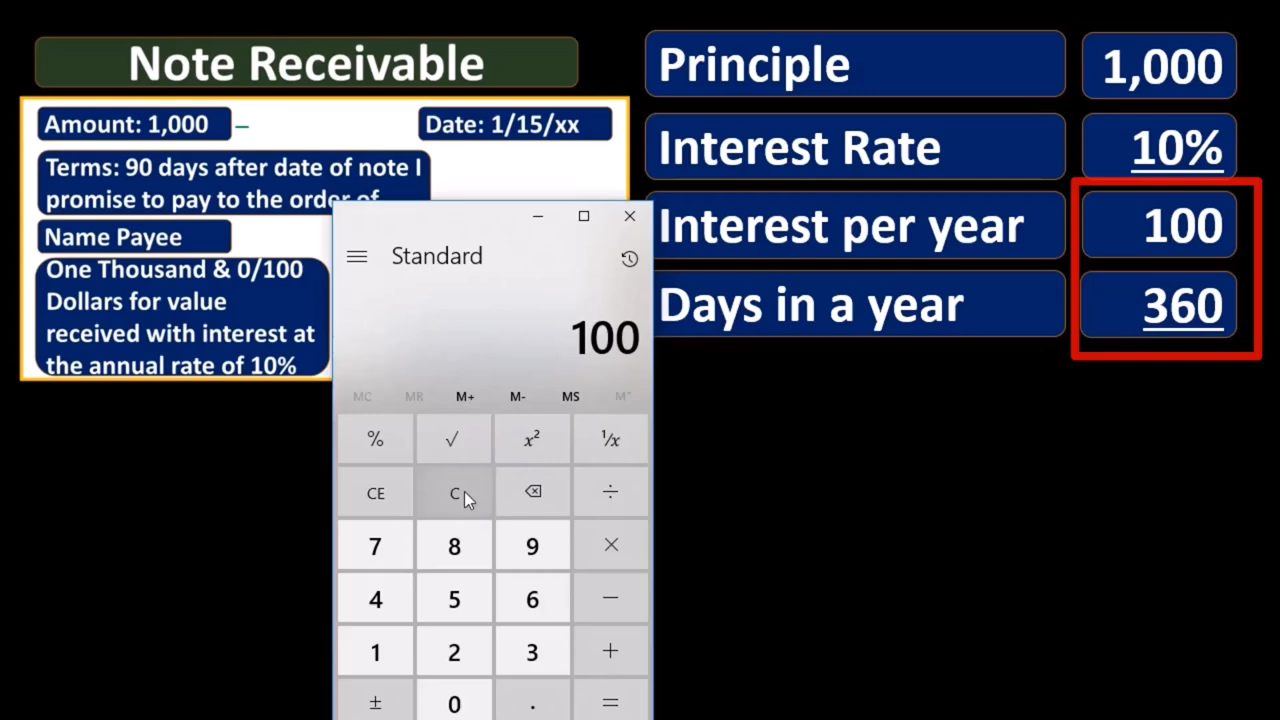 Note Receivable
Amount: 1,000 –
Date: 1/15/xx
Terms: 90 days after date of note I
promise to pay to the order of
Name Payee
One Thousand & 0/100
Dollars for value
received with interest at
the annual rate of 10%
Principle
1,000
Interest Rate
10%
Interest per year
100
Days in a year
360
Standard
100
MC MR M+ M- MS M˅
% √ x² ¹/x
CE C ÷
7 8 9 ×
4 5 6 −
1 2 3 +
± 0 . =